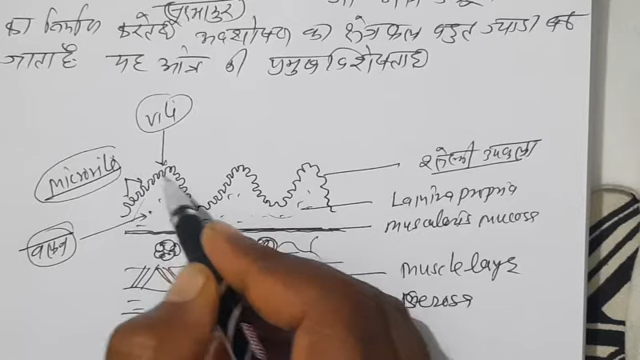 का निर्माण करते है अवशोषण का क्षेत्रफल बहुत ज्यादा बढ
जाता है यह आंत्र की प्रमुख विशेषता है
villi
microvilli
श्लेष्मी उपकला
Lamina propria
muscularis mucosa
muscle layer
serosa